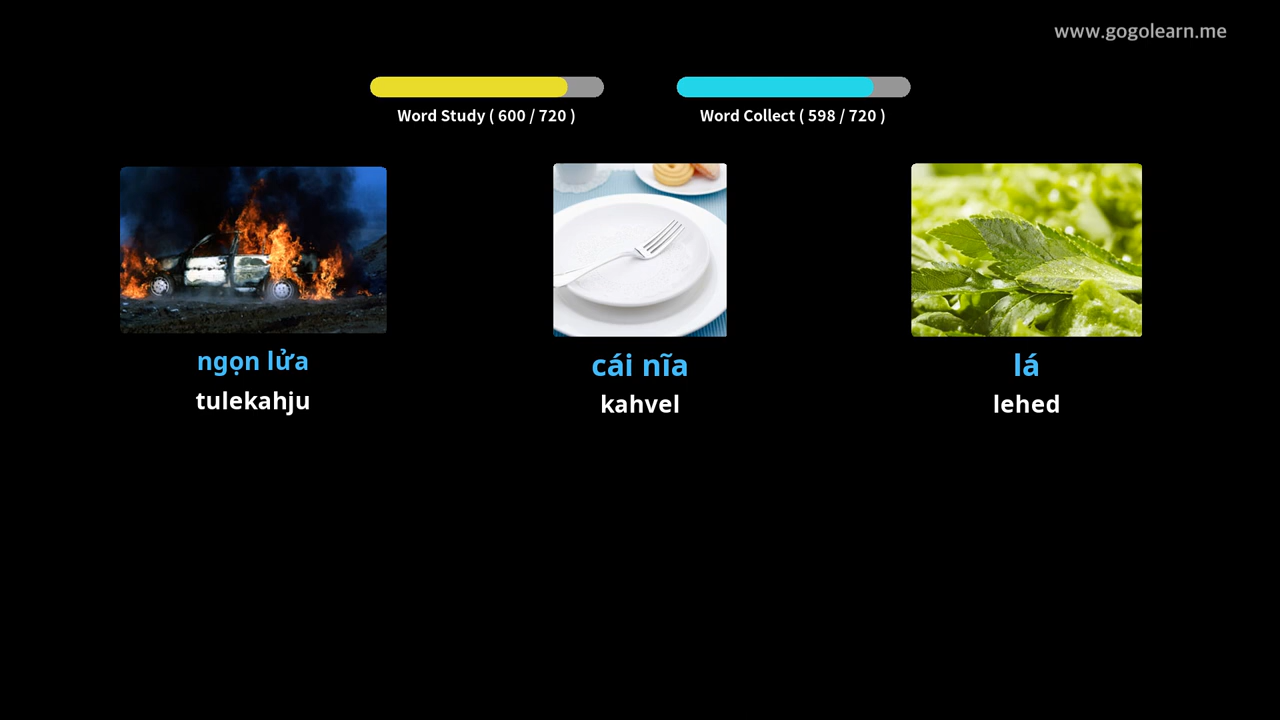 www.gogolearn.me
Word Study ( 600 / 720 )
Word Collect ( 598 / 720 )
ngọn lửa
tulekahju
cái nĩa
kahvel
lá
lehed